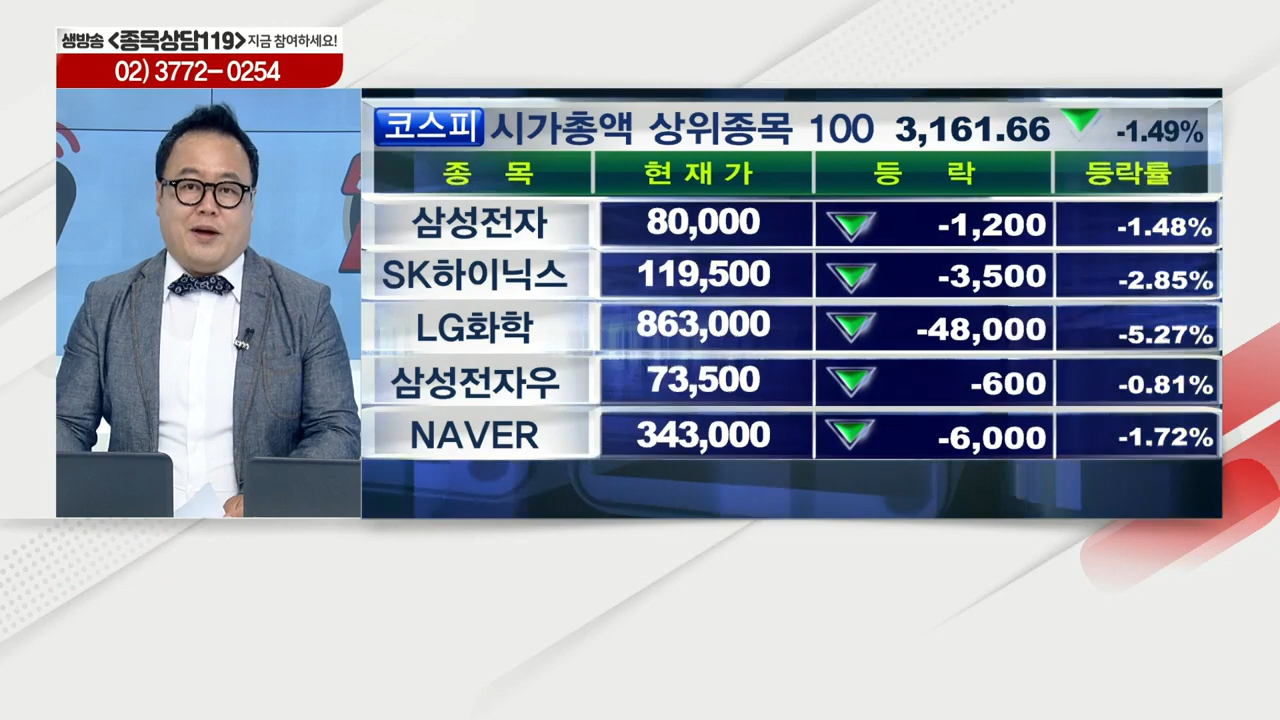 생방송 <종목상담119> 지금 참여하세요!
02) 3772-0254
코스피 시가총액 상위종목 100 3,161.66 -1.49%
종 목 현 재 가 등 락 등락률
삼성전자 80,000 -1,200 -1.48%
SK하이닉스 119,500 -3,500 -2.85%
LG화학 863,000 -48,000 -5.27%
삼성전자우 73,500 -600 -0.81%
NAVER 343,000 -6,000 -1.72%